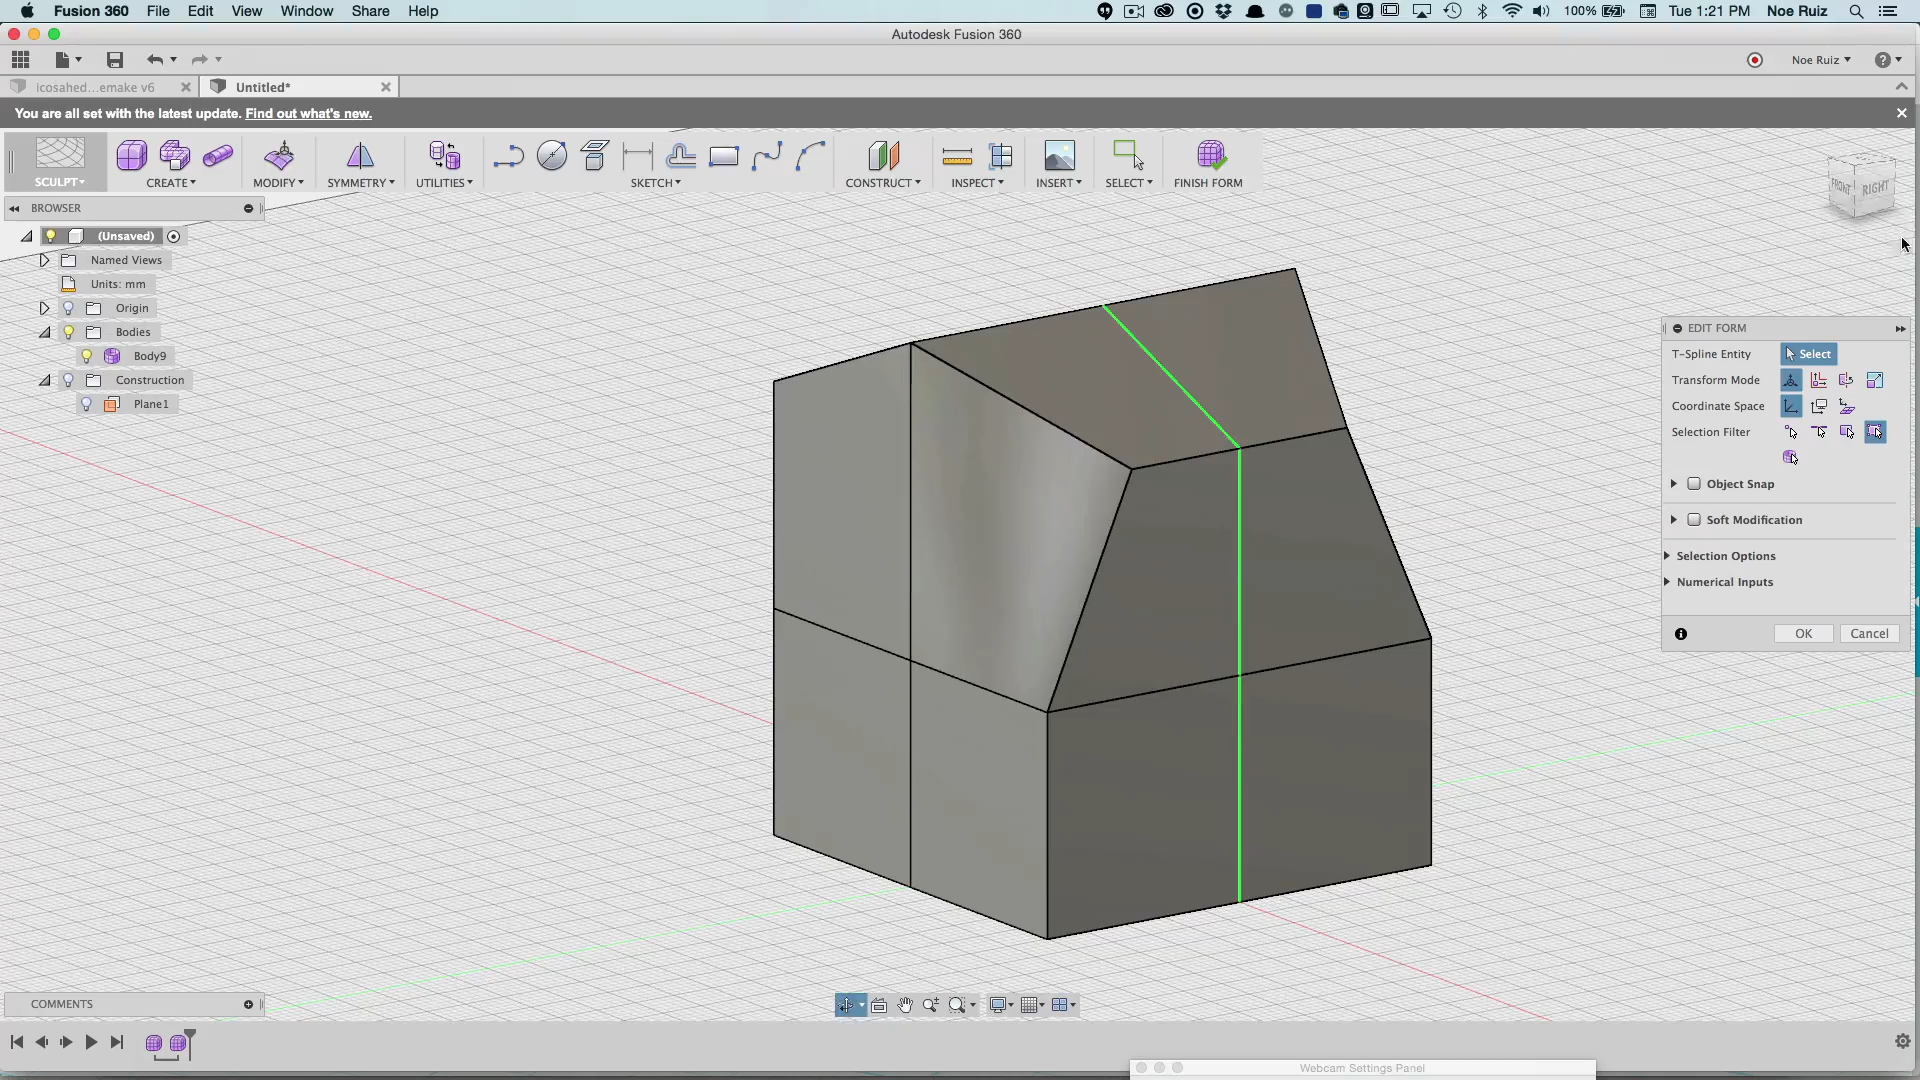 Fusion 360 File Edit View Window Share Help 100% Tue 1:21 PM Noe Ruiz
Autodesk Fusion 360
Noe Ruiz
icosahed...emake v6 Untitled*
You are all set with the latest update. Find out what's new.
SCULPT CREATE MODIFY SYMMETRY UTILITIES SKETCH CONSTRUCT INSPECT INSERT SELECT FINISH FORM
FRONT RIGHT
BROWSER
(Unsaved)
Named Views
Units: mm
Origin
Bodies
Body9
Construction
Plane1
EDIT FORM
T-Spline Entity Select
Transform Mode
Coordinate Space
Selection Filter
Object Snap
Soft Modification
Selection Options
Numerical Inputs
OK Cancel
COMMENTS
Webcam Settings Panel